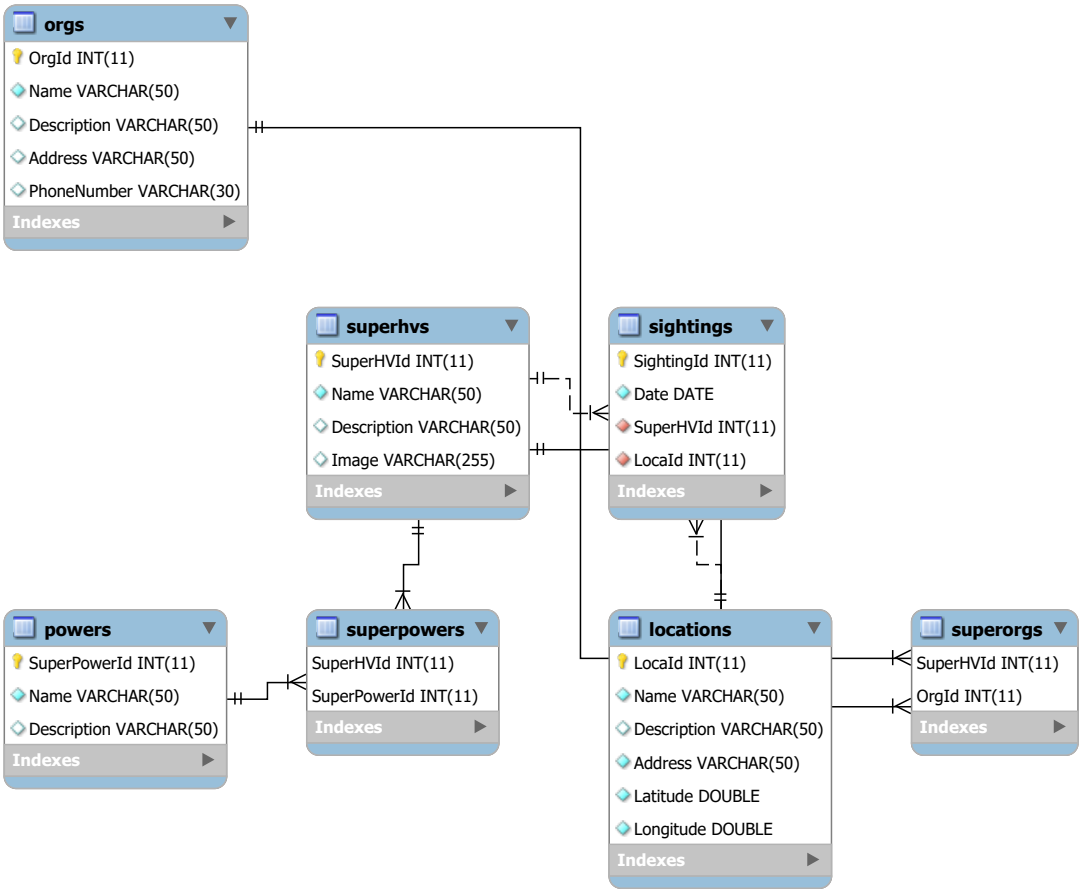 orgs
OrgId INT(11)
Name VARCHAR(50)
Description VARCHAR(50)
Address VARCHAR(50)
PhoneNumber VARCHAR(30)
Indexes
superhvs
SuperHVId INT(11)
Name VARCHAR(50)
Description VARCHAR(50)
Image VARCHAR(255)
Indexes
sightings
SightingId INT(11)
Date DATE
SuperHVId INT(11)
LocaId INT(11)
Indexes
powers
SuperPowerId INT(11)
Name VARCHAR(50)
Description VARCHAR(50)
Indexes
superpowers
SuperHVId INT(11)
SuperPowerId INT(11)
Indexes
locations
LocaId INT(11)
Name VARCHAR(50)
Description VARCHAR(50)
Address VARCHAR(50)
Latitude DOUBLE
Longitude DOUBLE
Indexes
superorgs
SuperHVId INT(11)
OrgId INT(11)
Indexes